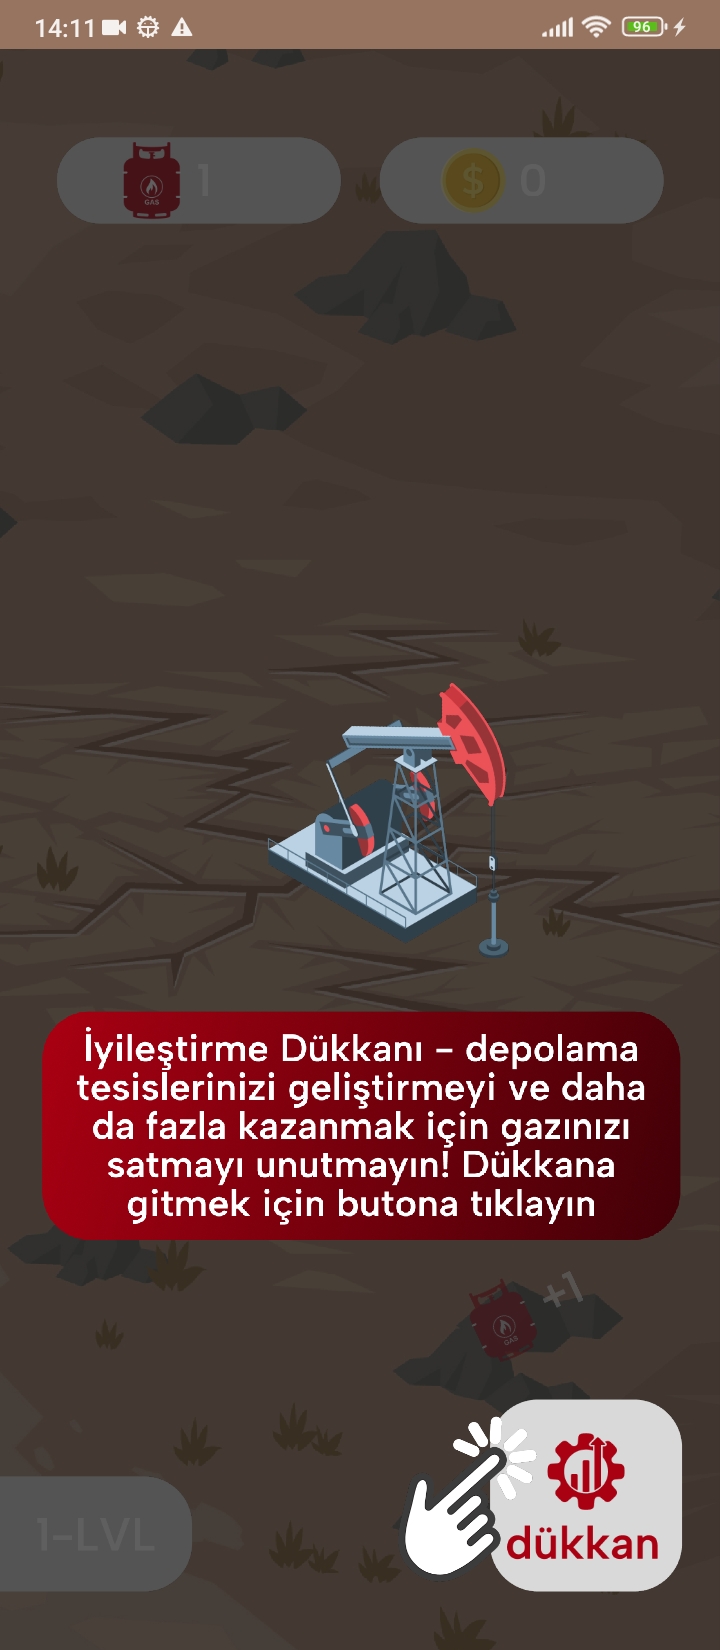 14:11
96
GAS
1
$
0
İyileştirme Dükkanı – depolama
tesislerinizi geliştirmeyi ve daha
da fazla kazanmak için gazınızı
satmayı unutmayın! Dükkana
gitmek için butona tıklayın
+1
GAS
1-LVL
dükkan